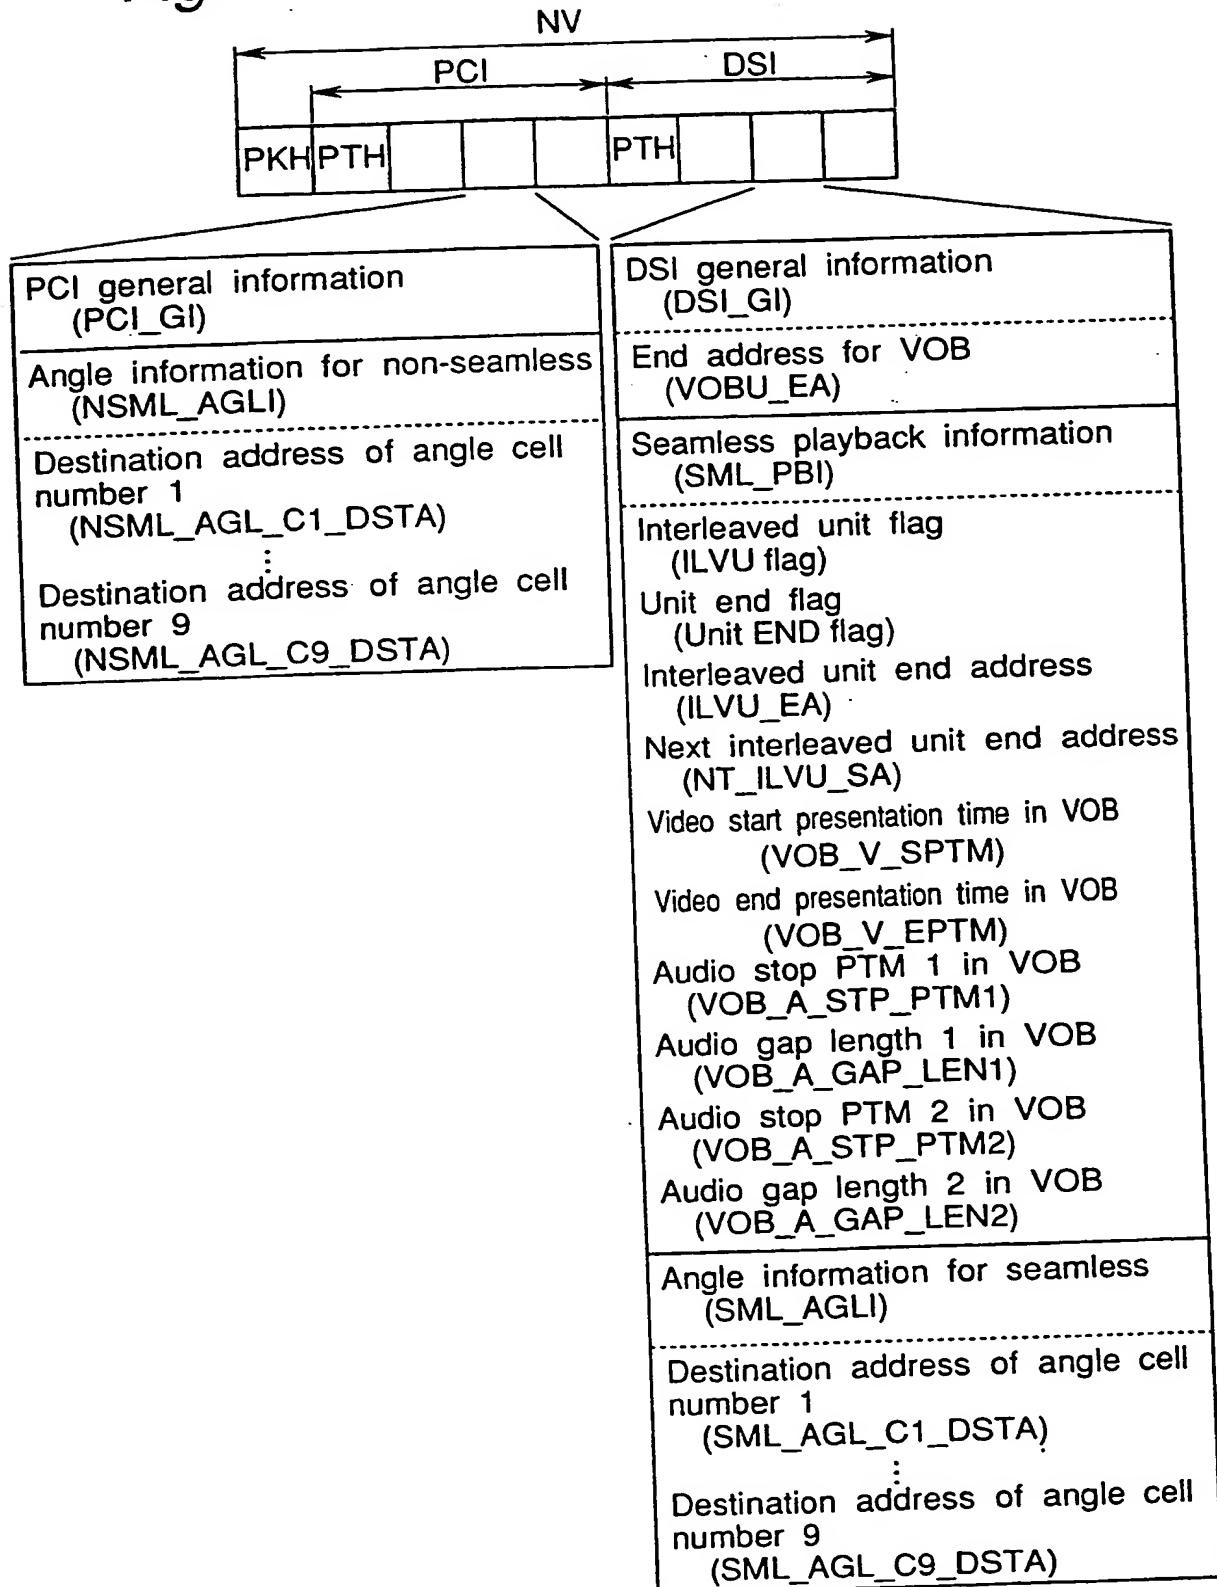 Fig
NV
PCI
DSI
PKH PTH PTH
PCI general information
(PCI_GI)
Angle information for non-seamless
(NSML_AGLI)
Destination address of angle cell
number 1
(NSML_AGL_C1_DSTA)
Destination address of angle cell
number 9
(NSML_AGL_C9_DSTA)
DSI general information
(DSI_GI)
End address for VOB
(VOBU_EA)
Seamless playback information
(SML_PBI)
Interleaved unit flag
(ILVU flag)
Unit end flag
(Unit END flag)
Interleaved unit end address
(ILVU_EA)
Next interleaved unit end address
(NT_ILVU_SA)
Video start presentation time in VOB
(VOB_V_SPTM)
Video end presentation time in VOB
(VOB_V_EPTM)
Audio stop PTM 1 in VOB
(VOB_A_STP_PTM1)
Audio gap length 1 in VOB
(VOB_A_GAP_LEN1)
Audio stop PTM 2 in VOB
(VOB_A_STP_PTM2)
Audio gap length 2 in VOB
(VOB_A_GAP_LEN2)
Angle information for seamless
(SML_AGLI)
Destination address of angle cell
number 1
(SML_AGL_C1_DSTA)
Destination address of angle cell
number 9
(SML_AGL_C9_DSTA)